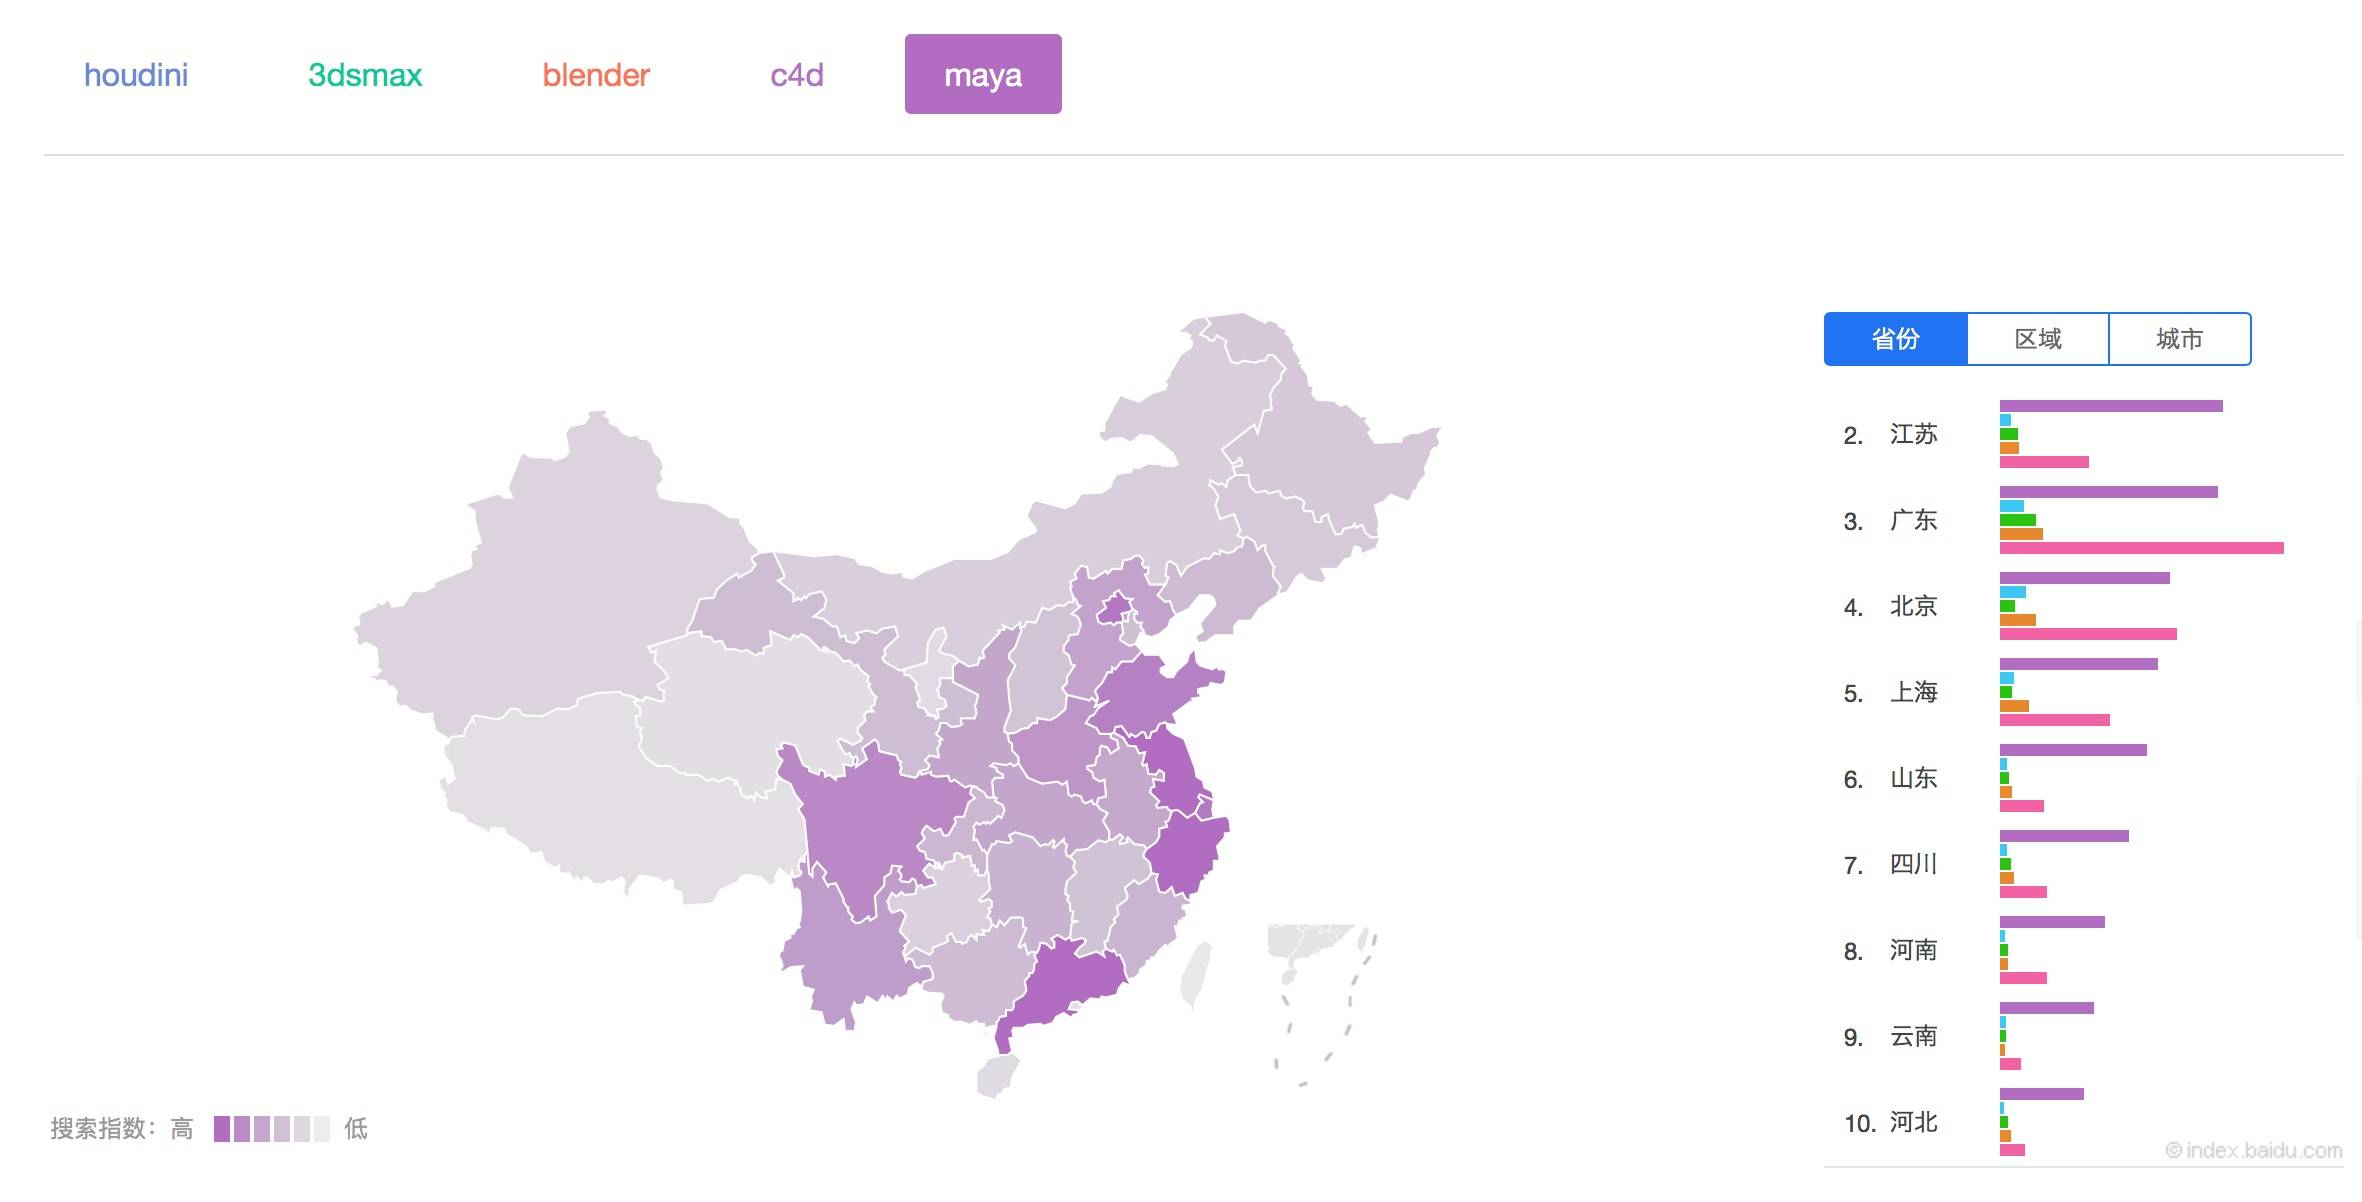 houdini 3dsmax blender c4d maya
省份 区域 城市
2. 江苏
3. 广东
4. 北京
5. 上海
6. 山东
7. 四川
8. 河南
9. 云南
10. 河北
搜索指数：高 低
© index.baidu.com